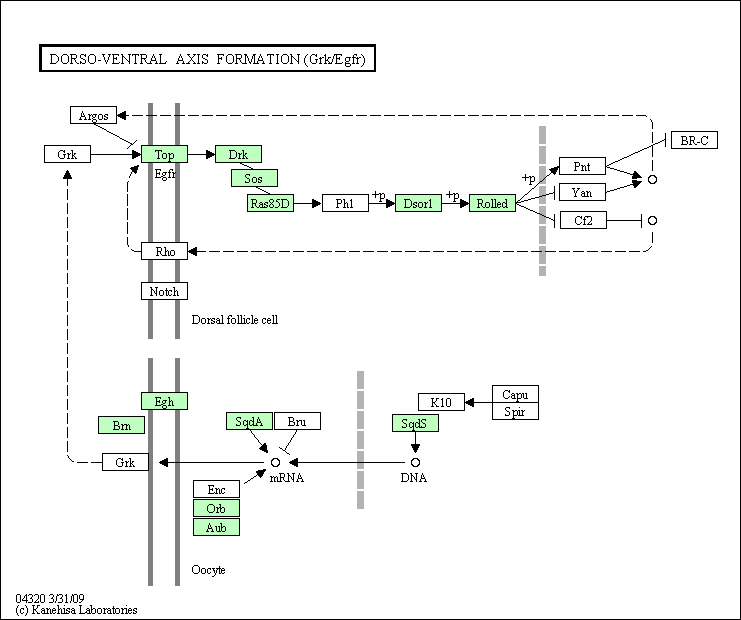 DORSO-VENTRAL AXIS FORMATION (Grk/Egfr)
Argos
BR-C
Grk
Top
Drk
Egfr
Pnt
+p
Sos
Yan
Ras85D
Ph1
+p
Dsor1
+p
Rolled
Cf2
Rho
Notch
Dorsal follicle cell
Egh
K10
Capu
Spir
Brn
SqdA
Bru
SqdS
Grk
mRNA
DNA
Enc
Orb
Aub
Oocyte
04320 3/31/09
(c) Kanehisa Laboratories